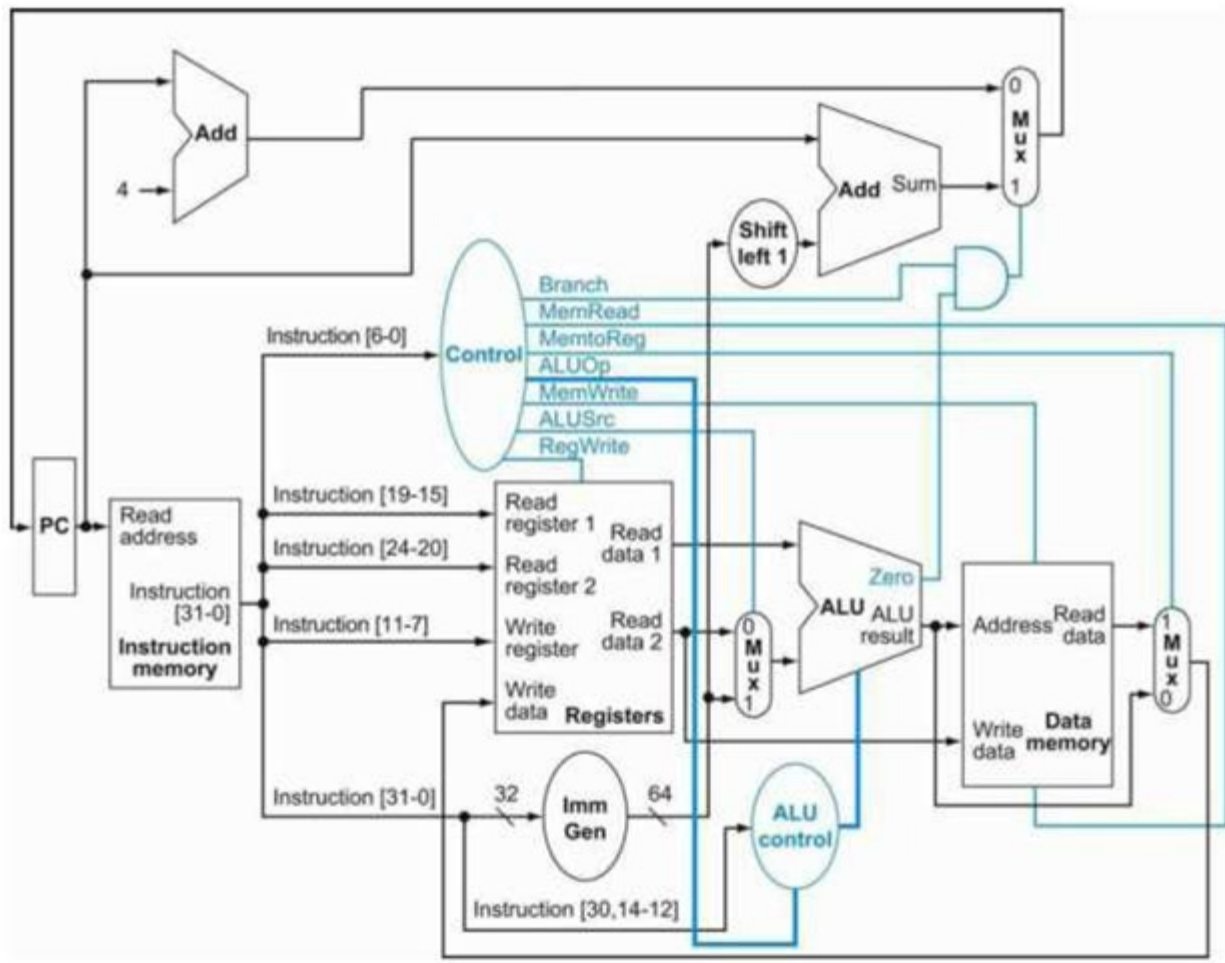 Add
4
0
Mux
1
Add Sum
Shift
left 1
Branch
MemRead
MemtoReg
ALUOp
MemWrite
ALUSrc
RegWrite
Control
Instruction [6-0]
PC
Read
address
Instruction
[31-0]
Instruction
memory
Instruction [19-15]
Instruction [24-20]
Instruction [11-7]
Read
register 1
Read
register 2
Write
register
Write
data
Read
data 1
Read
data 2
Registers
0
Mux
1
Zero
ALU
ALU
result
Address
Read
data
Write
data
Data
memory
1
Mux
0
Instruction [31-0]
32
Imm
Gen
64
ALU
control
Instruction [30,14-12]